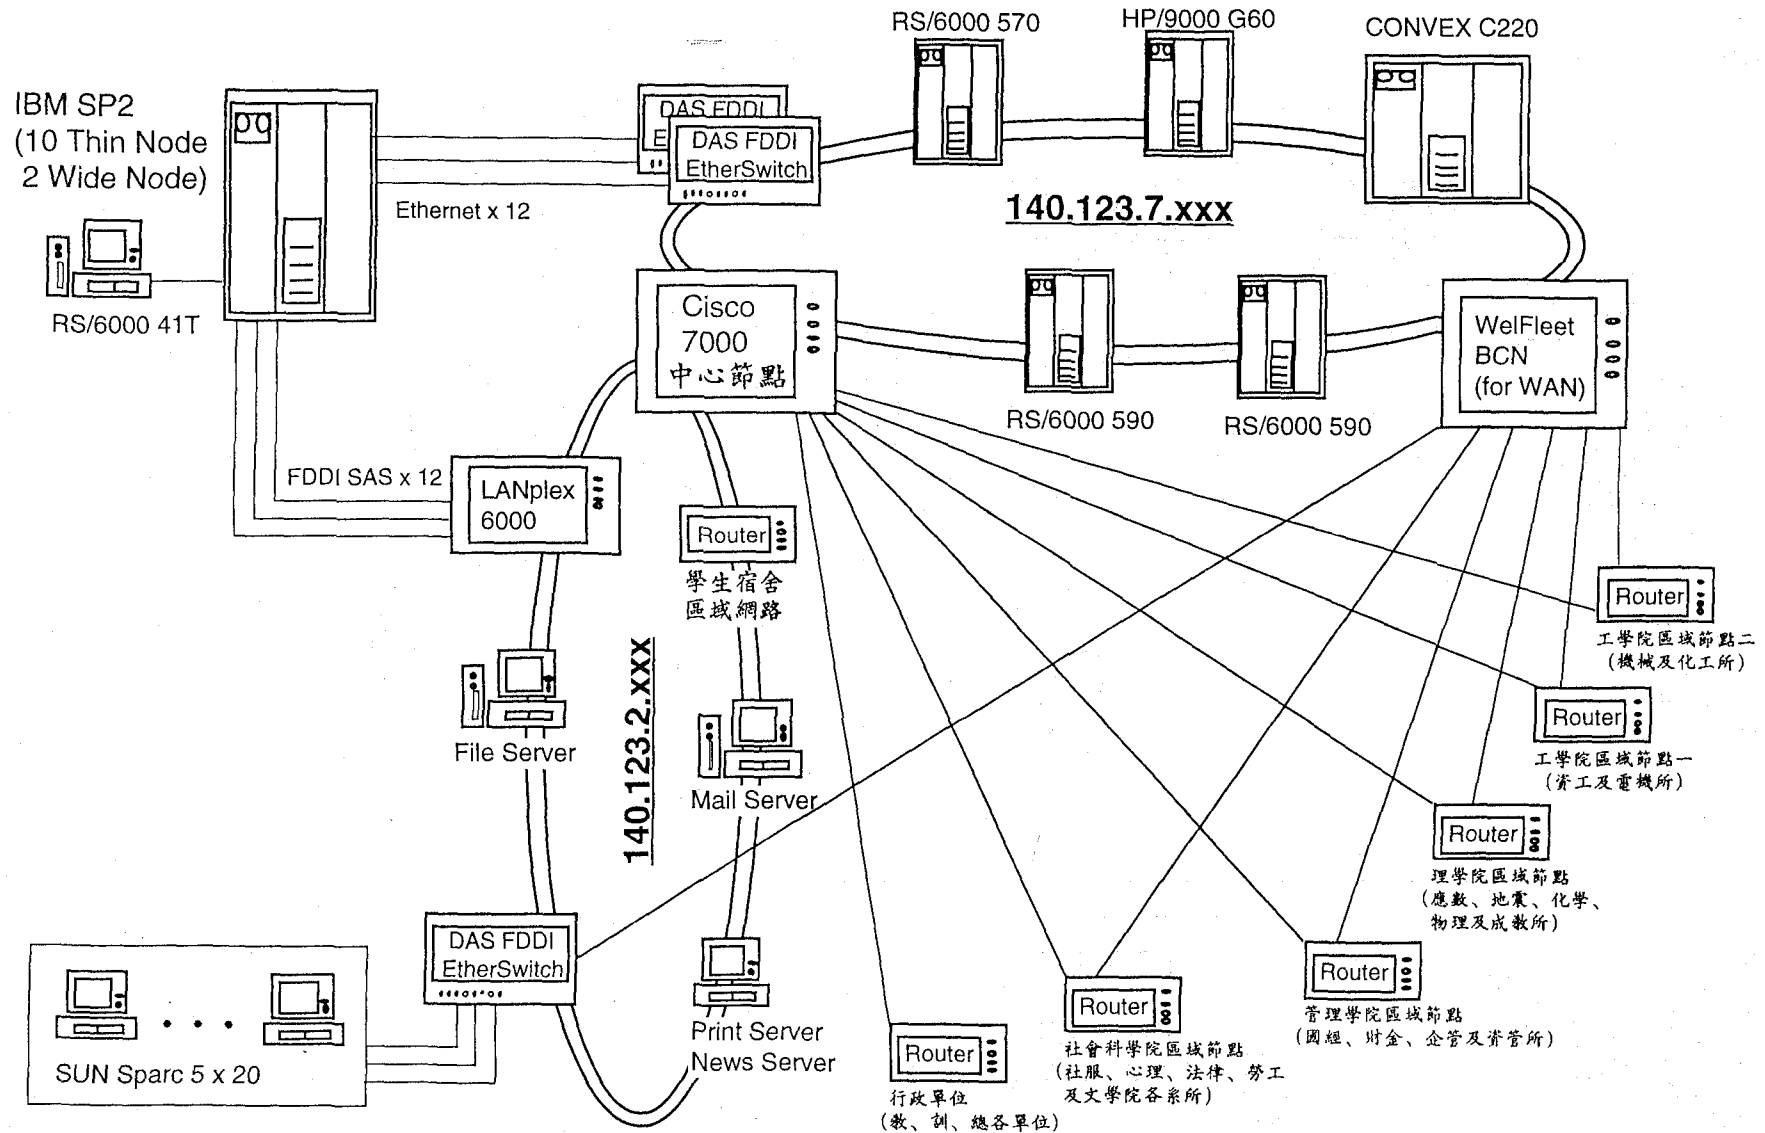 RS/6000 570
HP/9000 G60
CONVEX C220
IBM SP2
(10 Thin Node
2 Wide Node)
DAS FDDI
E
DAS FDDI
EtherSwitch
Ethernet x 12
140.123.7.xxx
RS/6000 41T
Cisco
7000
中心節點
WelFleet
BCN
(for WAN)
RS/6000 590
RS/6000 590
FDDI SAS x 12
LANplex
6000
Router
學生宿舍
區域網路
Router
工學院區域節點二
(機械及化工所)
140.123.2.xxx
File Server
Router
工學院區域節點一
(資工及電機所)
Mail Server
Router
理學院區域節點
(應數、地震、化學、
物理及成教所)
DAS FDDI
EtherSwitch
Router
管理學院區域節點
(國經、財金、企管及資管所)
Print Server
News Server
Router
社會科學院區域節點
(社服、心理、法律、勞工
及文學院各系所)
Router
行政單位
(教、訓、總各單位)
SUN Sparc 5 x 20